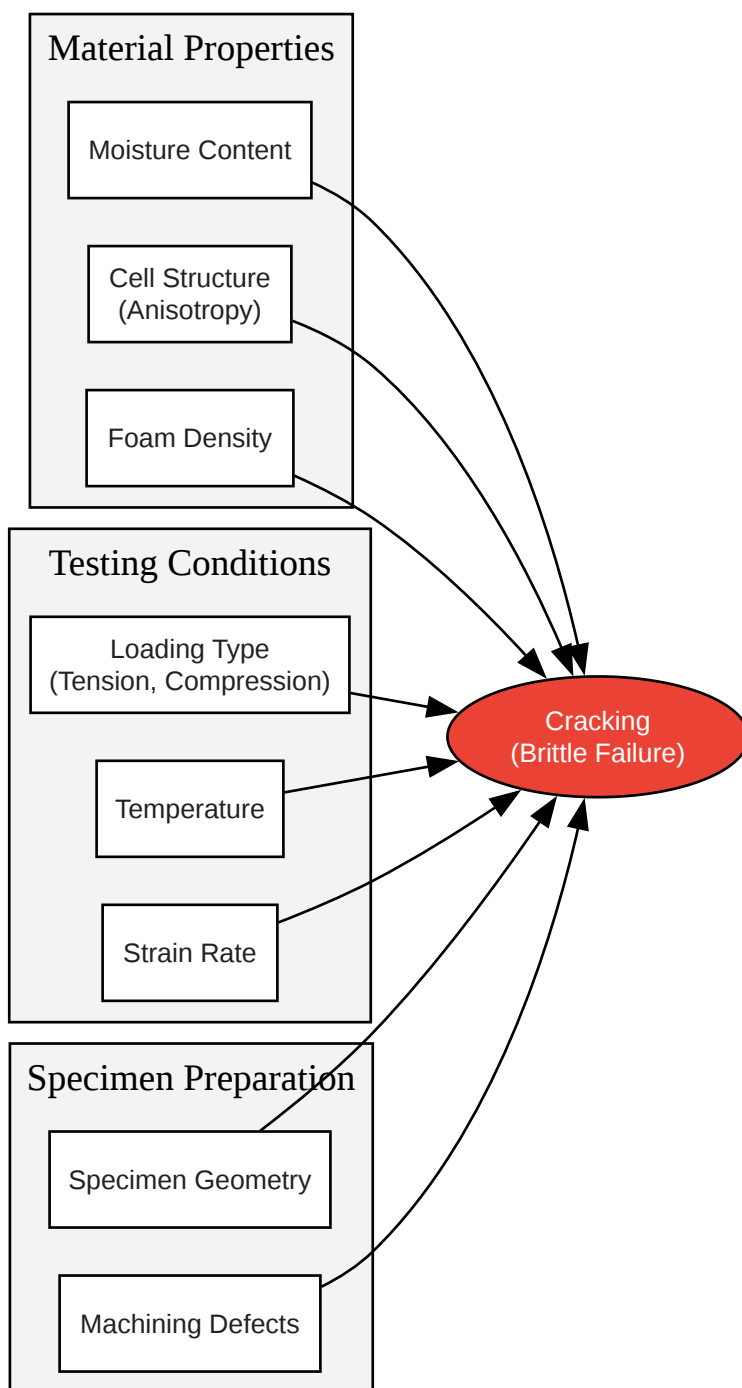 Material Properties
Moisture Content
Cell Structure
(Anisotropy)
Foam Density
Testing Conditions
Loading Type
(Tension, Compression)
Temperature
Strain Rate
Cracking
(Brittle Failure)
Specimen Preparation
Specimen Geometry
Machining Defects